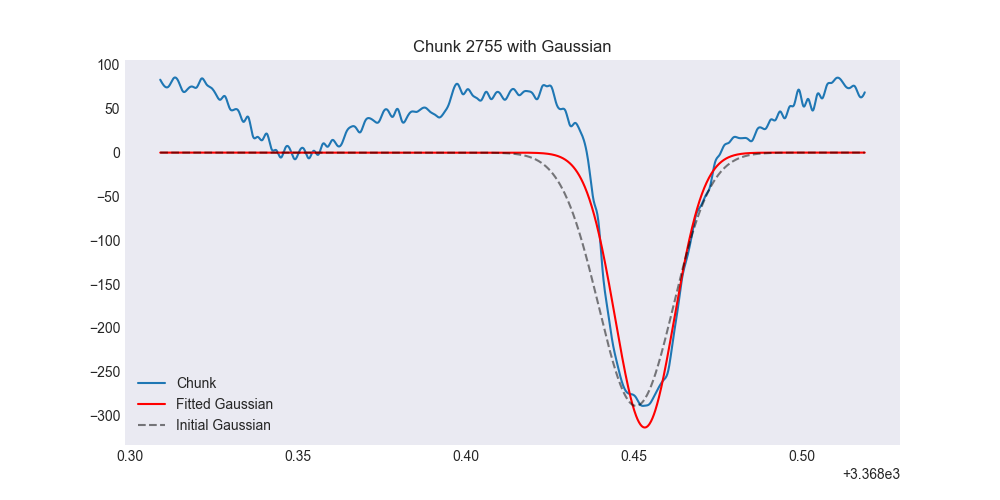 Chunk 2755 with Gaussian
100
50
0
−50
−100
−150
−200
−250
−300
Chunk
Fitted Gaussian
Initial Gaussian
0.30 0.35 0.40 0.45 0.50
+3.368e3